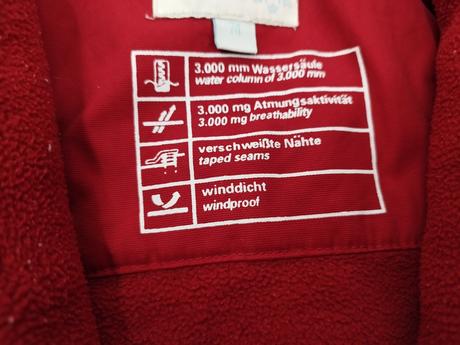 3.000 mm Wassersäule
water column of 3.000 mm
3.000 mg Atmungsaktivität
3.000 mg breathability
verschweißte Nähte
taped seams
winddicht
windproof